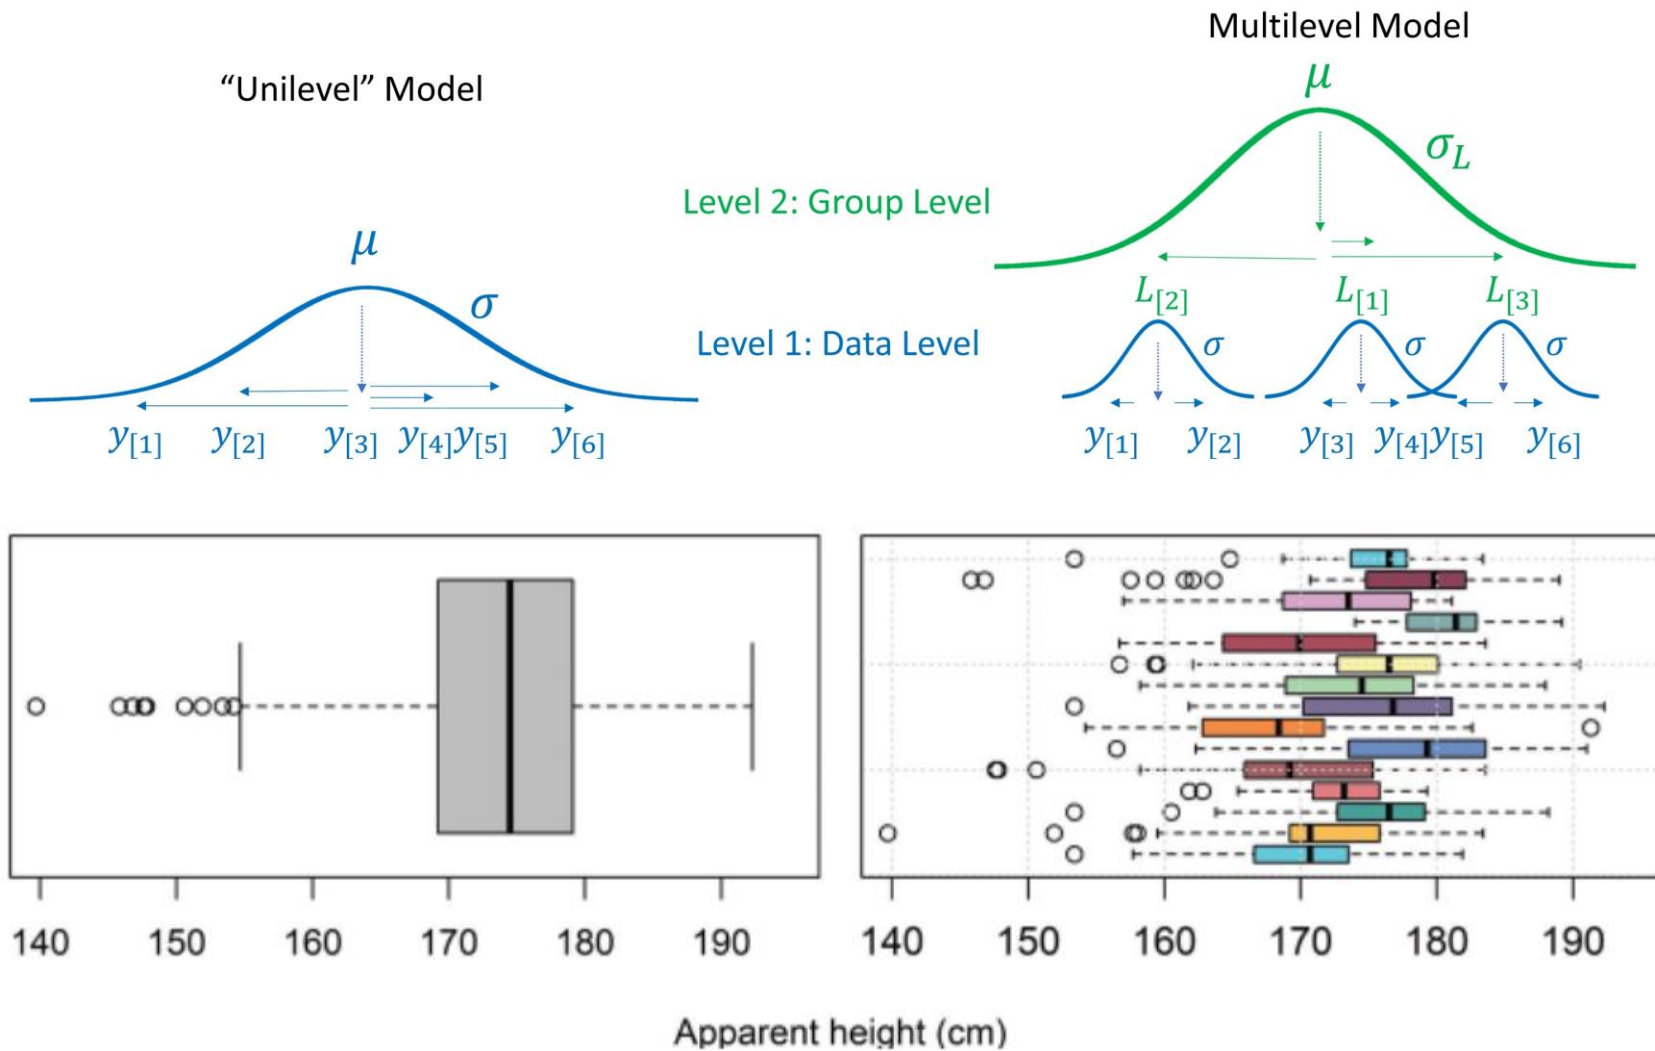 Multilevel Model
“Unilevel” Model
μ
σ
y[1] y[2] y[3] y[4] y[5] y[6]
Level 2: Group Level
Level 1: Data Level
μ
σL
L[2] L[1] L[3]
σ σ σ
y[1] y[2] y[3] y[4] y[5] y[6]
140 150 160 170 180 190
140 150 160 170 180 190
Apparent height (cm)